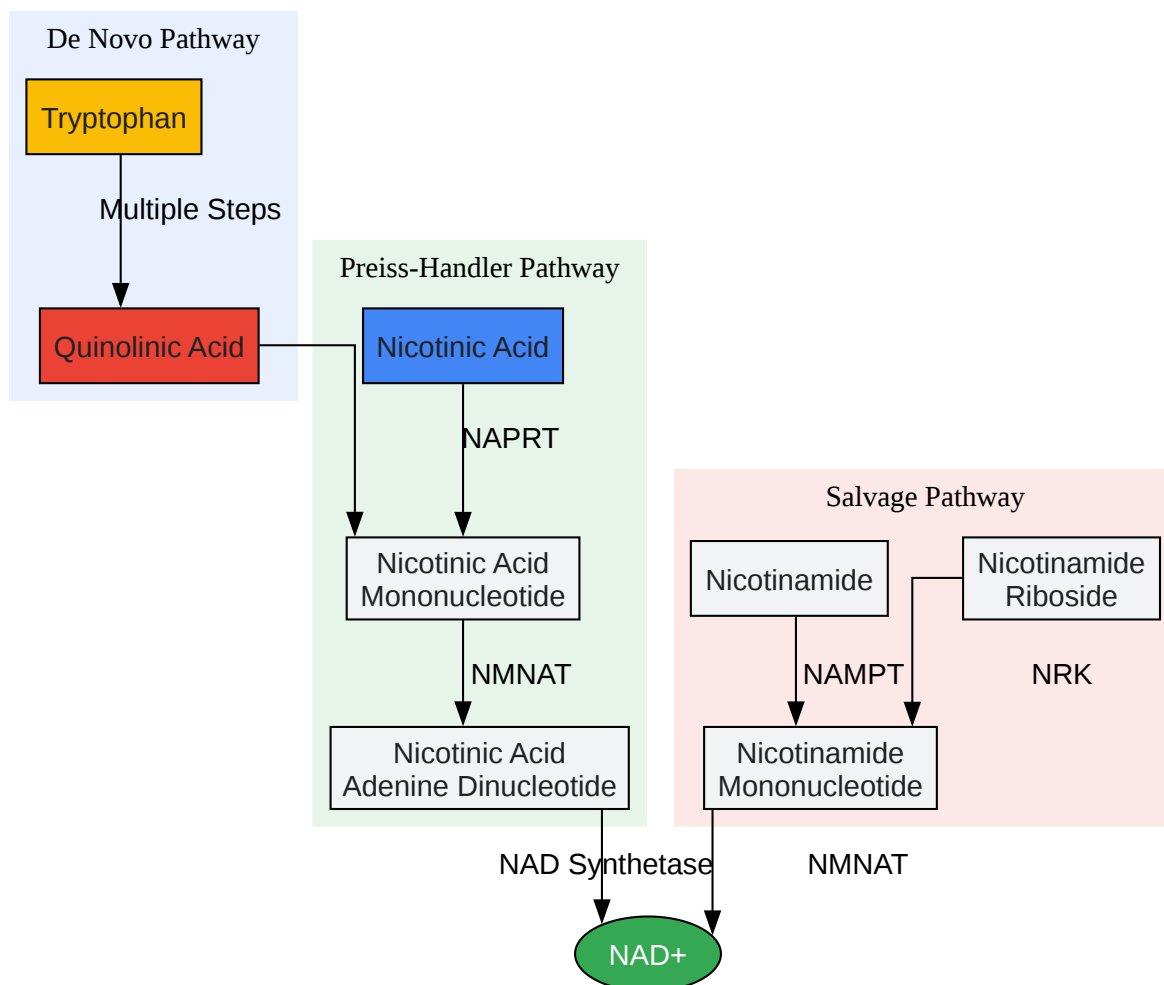 De Novo Pathway
Tryptophan
Multiple Steps
Quinolinic Acid
Preiss-Handler Pathway
Nicotinic Acid
NAPRT
Nicotinic Acid
Mononucleotide
NMNAT
Nicotinic Acid
Adenine Dinucleotide
Salvage Pathway
Nicotinamide
Nicotinamide
Riboside
NAMPT
NRK
Nicotinamide
Mononucleotide
NAD Synthetase
NMNAT
NAD+